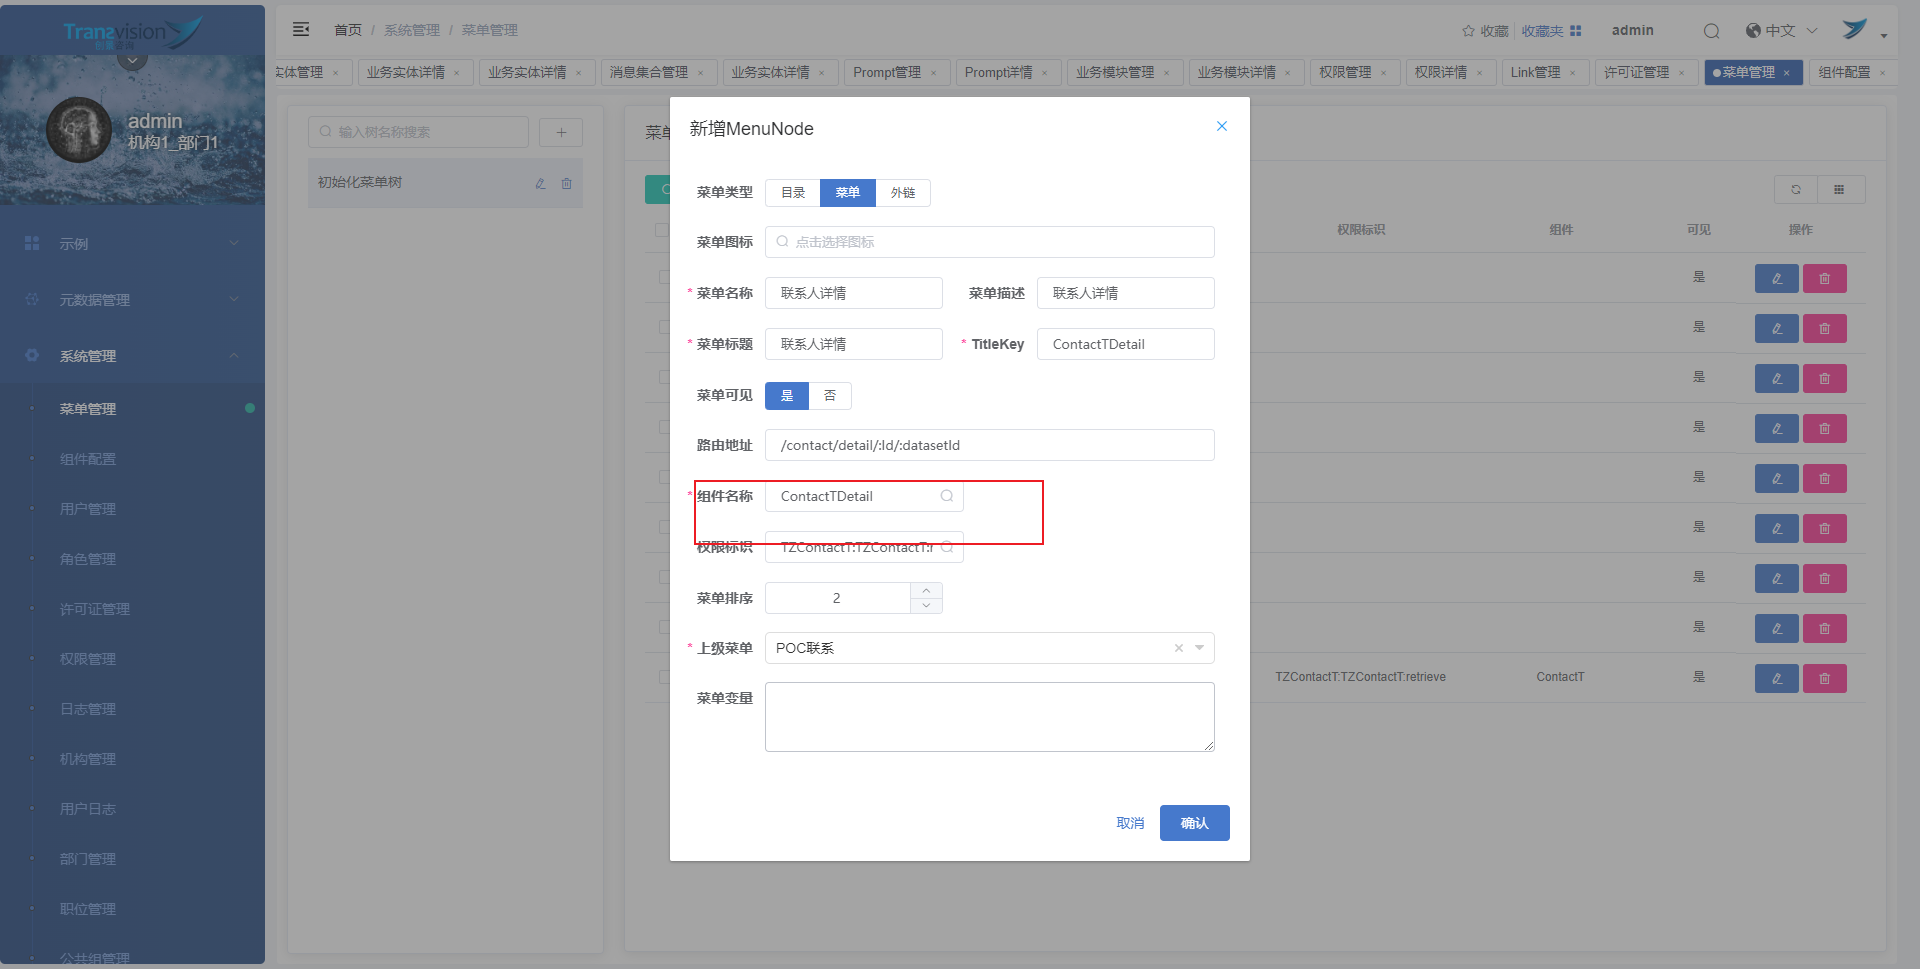 Tranzvision
创景咨询
admin
机构1_部门1
示例
元数据管理
系统管理
菜单管理
组件配置
用户管理
角色管理
许可证管理
权限管理
日志管理
机构管理
用户日志
部门管理
职位管理
公共组管理
首页 / 系统管理 / 菜单管理
收藏 收藏夹 admin 中文
实体管理 × 业务实体详情 × 业务实体详情 × 消息集合管理 × 业务实体详情 × Prompt管理 × Prompt详情 × 业务模块管理 × 业务模块详情 × 权限管理 × 权限详情 × Link管理 × 许可证管理 × 菜单管理 × 组件配置 ×
输入树名称搜索 +
初始化菜单树
菜单
权限标识 组件 可见 操作
是
是
是
是
是
是
是
是
TZContactT:TZContactT:retrieve ContactT 是
新增MenuNode
菜单类型 目录 菜单 外链
菜单图标 点击选择图标
* 菜单名称 联系人详情 菜单描述 联系人详情
* 菜单标题 联系人详情 * TitleKey ContactTDetail
菜单可见 是 否
路由地址 /contact/detail/:Id/:datasetId
* 组件名称 ContactTDetail
权限标识 TZContactT:TZContactT:r
菜单排序 2
* 上级菜单 POC联系
菜单变量
取消 确认